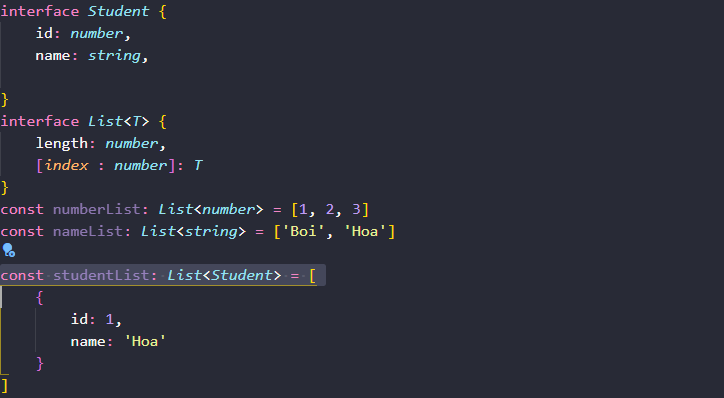 interface Student {
    id: number,
    name: string,
}
interface List<T> {
    length: number,
    [index : number]: T
}
const numberList: List<number> = [1, 2, 3]
const nameList: List<string> = ['Boi', 'Hoa']
const studentList: List<Student> = [
    {
        id: 1,
        name: 'Hoa'
    }
]